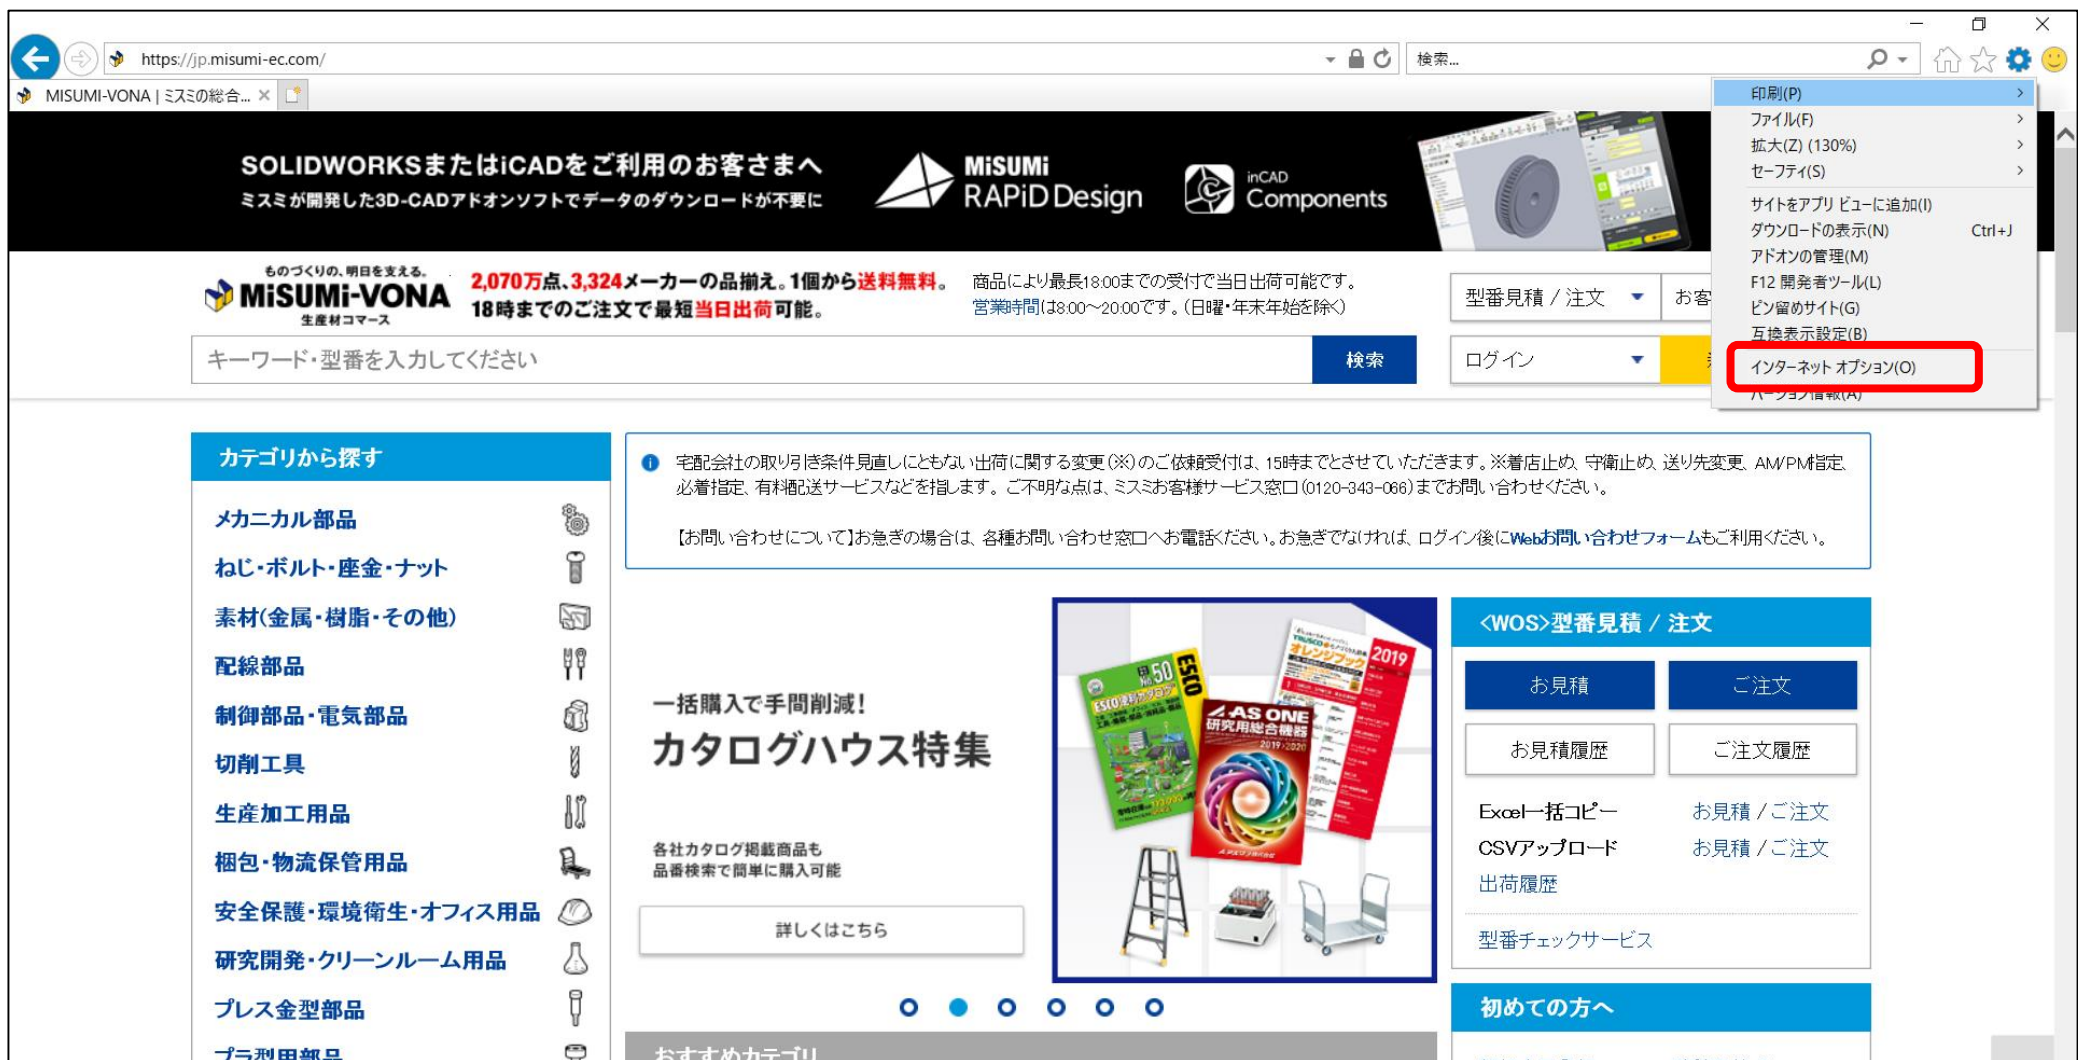 https://jp.misumi-ec.com/
検索...
MISUMI-VONA | ミスミの総合...
印刷(P)
ファイル(F)
拡大(Z) (130%)
セーフティ(S)
サイトをアプリ ビューに追加(I)
ダウンロードの表示(N) Ctrl+J
アドオンの管理(M)
F12 開発者ツール(L)
ピン留めサイト(G)
互換表示設定(B)
インターネット オプション(O)
バージョン情報(A)
SOLIDWORKSまたはiCADをご利用のお客さまへ
ミスミが開発した3D-CADアドオンソフトでデータのダウンロードが不要に
MiSUMi
RAPiD Design
inCAD
Components
ものづくりの、明日を支える。
MiSUMi-VONA
生産材コマース
2,070万点、3,324メーカーの品揃え。1個から送料無料。
18時までのご注文で最短当日出荷可能。
商品により最長18:00までの受付で当日出荷可能です。
営業時間は8:00～20:00です。（日曜・年末年始を除く）
型番見積 / 注文
お客
キーワード・型番を入力してください
検索
ログイン
カテゴリから探す
メカニカル部品
ねじ・ボルト・座金・ナット
素材(金属・樹脂・その他)
配線部品
制御部品・電気部品
切削工具
生産加工用品
梱包・物流保管用品
安全保護・環境衛生・オフィス用品
研究開発・クリーンルーム用品
プレス金型部品
プラ型用部品
宅配会社の取り引き条件見直しにともない出荷に関する変更（※）のご依頼受付は、15時までとさせていただきます。※着店止め、守衛止め、送り先変更、AM/PM指定、
必着指定、有料配送サービスなどを指します。ご不明な点は、ミスミお客様サービス窓口（0120-343-066）までお問い合わせください。
【お問い合わせについて】お急ぎの場合は、各種お問い合わせ窓口へお電話ください。お急ぎでなければ、ログイン後にWebお問い合わせフォームもご利用ください。
一括購入で手間削減！
カタログハウス特集
各社カタログ掲載商品も
品番検索で簡単に購入可能
詳しくはこちら
ESCO
50
TRUSCO
オレンジブック
2019
AS ONE
研究用総合機器
2019>2020
<WOS>型番見積 / 注文
お見積
ご注文
お見積履歴
ご注文履歴
Excel一括コピー お見積 / ご注文
CSVアップロード お見積 / ご注文
出荷履歴
型番チェックサービス
初めての方へ
おすすめカテゴリ